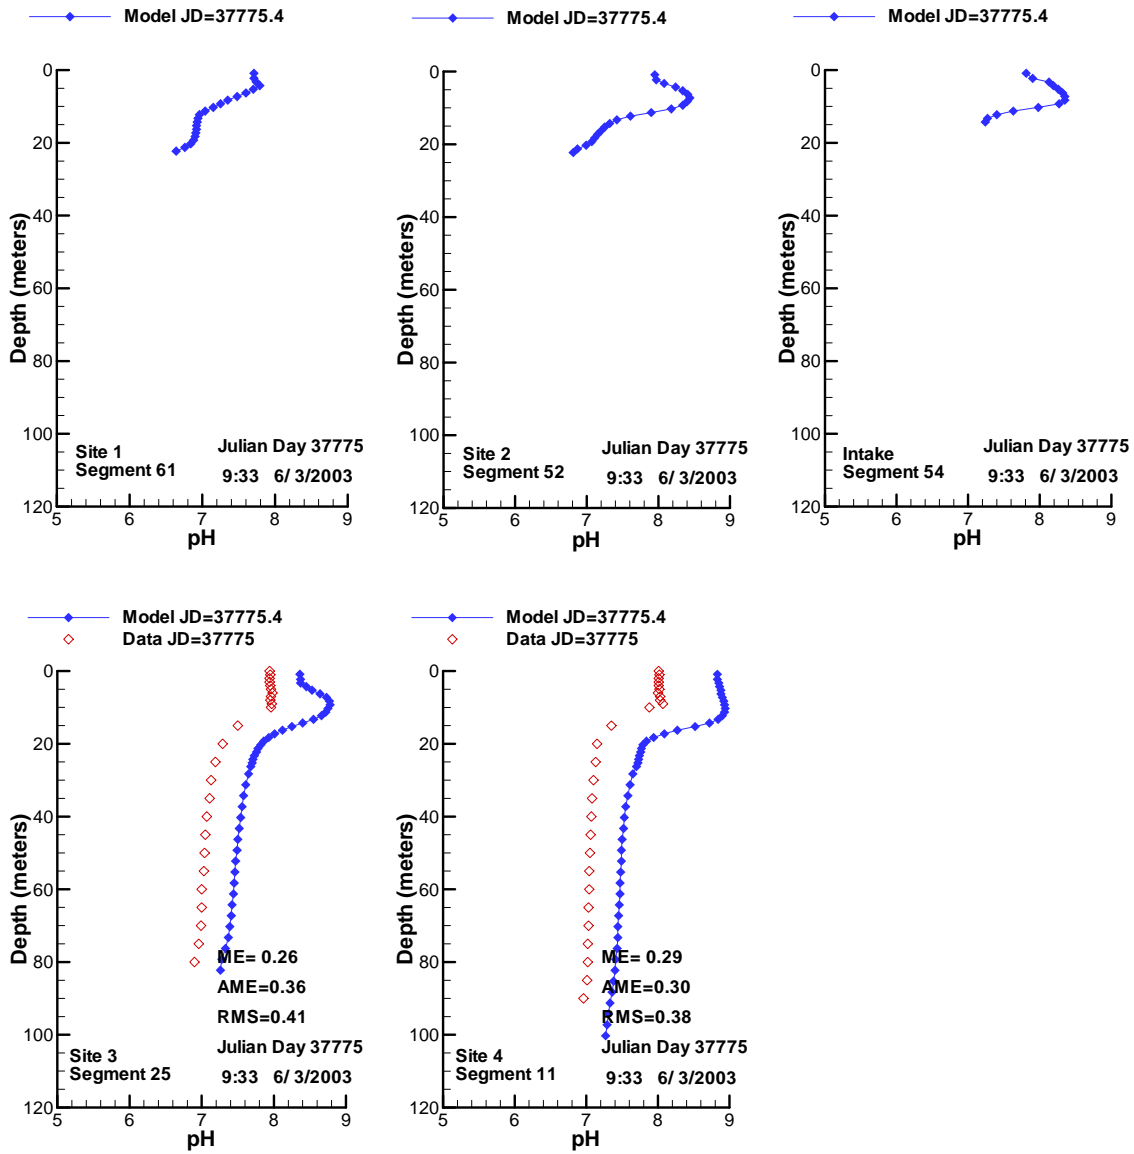 Model JD=37775.4
0
20
40
60
80
100
120
Depth (meters)
Site 1
Segment 61
Julian Day 37775
9:33 6/ 3/2003
5 6 7 8 9
pH
Model JD=37775.4
0
20
40
60
80
100
120
Depth (meters)
Site 2
Segment 52
Julian Day 37775
9:33 6/ 3/2003
5 6 7 8 9
pH
Model JD=37775.4
0
20
40
60
80
100
120
Depth (meters)
Intake
Segment 54
Julian Day 37775
9:33 6/ 3/2003
5 6 7 8 9
pH
Model JD=37775.4
Data JD=37775
0
20
40
60
80
100
120
Depth (meters)
ME= 0.26
AME=0.36
RMS=0.41
Site 3
Segment 25
Julian Day 37775
9:33 6/ 3/2003
5 6 7 8 9
pH
Model JD=37775.4
Data JD=37775
0
20
40
60
80
100
120
Depth (meters)
ME= 0.29
AME=0.30
RMS=0.38
Site 4
Segment 11
Julian Day 37775
9:33 6/ 3/2003
5 6 7 8 9
pH